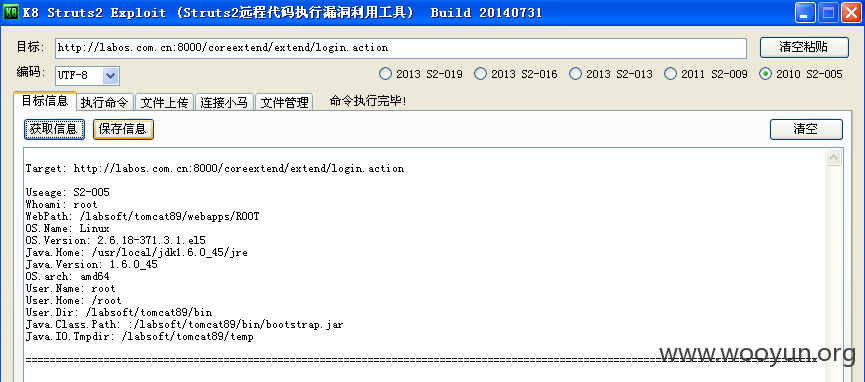 K8 Struts2 Exploit (Struts2远程代码执行漏洞利用工具) Build 20140731
目标: http://labos.com.cn:8000/coreextend/extend/login.action 清空粘贴
编码: UTF-8 2013 S2-019 2013 S2-016 2013 S2-013 2011 S2-009 2010 S2-005
目标信息 执行命令 文件上传 连接小马 文件管理 命令执行完毕!
获取信息 保存信息 清空
Target: http://labos.com.cn:8000/coreextend/extend/login.action
Useage: S2-005
Whoami: root
WebPath: /labsoft/tomcat89/webapps/ROOT
OS.Name: Linux
OS.Version: 2.6.18-371.3.1.el5
Java.Home: /usr/local/jdk1.6.0_45/jre
Java.Version: 1.6.0_45
OS.arch: amd64
User.Name: root
User.Home: /root
User.Dir: /labsoft/tomcat89/bin
Java.Class.Path: :/labsoft/tomcat89/bin/bootstrap.jar
Java.IO.Tmpdir: /labsoft/tomcat89/temp
www.wooyun.org